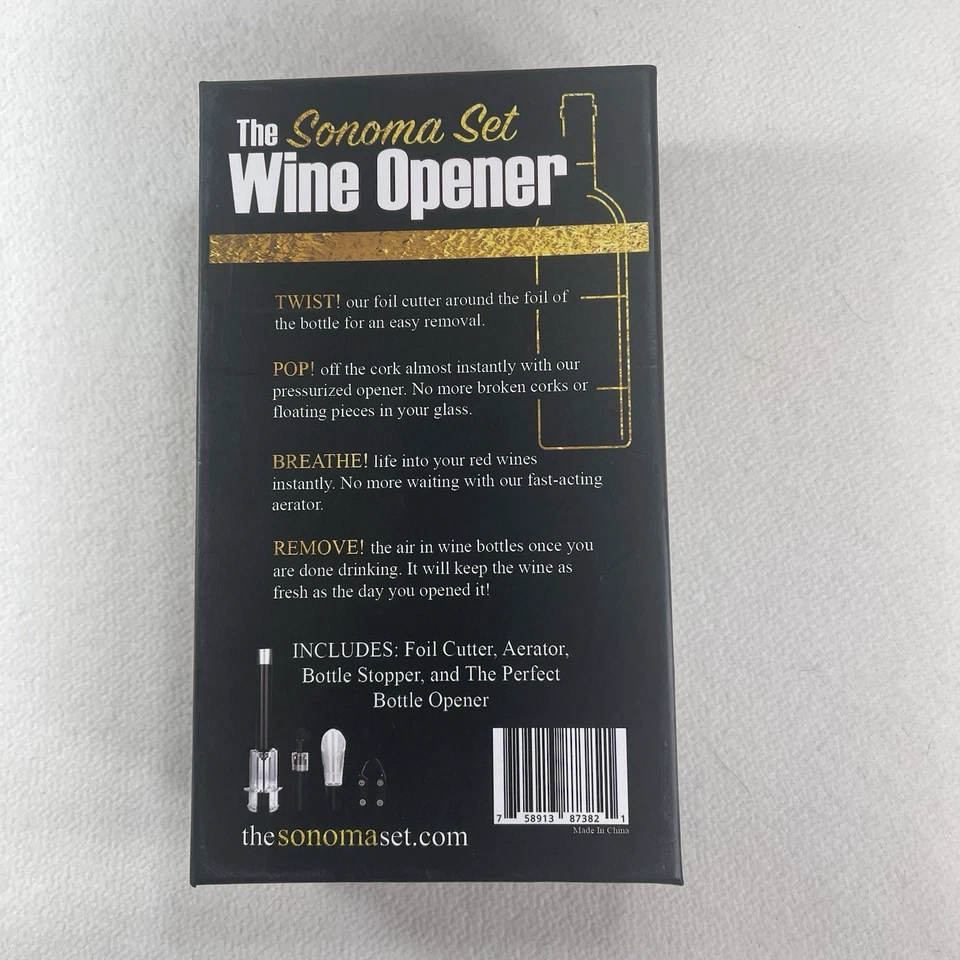 The Sonoma Set
Wine Opener
TWIST! our foil cutter around the foil of
the bottle for an easy removal.
POP! off the cork almost instantly with our
pressurized opener. No more broken corks or
floating pieces in your glass.
BREATHE! life into your red wines
instantly. No more waiting with our fast-acting
aerator.
REMOVE! the air in wine bottles once you
are done drinking. It will keep the wine as
fresh as the day you opened it!
INCLUDES: Foil Cutter, Aerator,
Bottle Stopper, and The Perfect
Bottle Opener
7 58913 87382 1
Made In China
thesonomaset.com